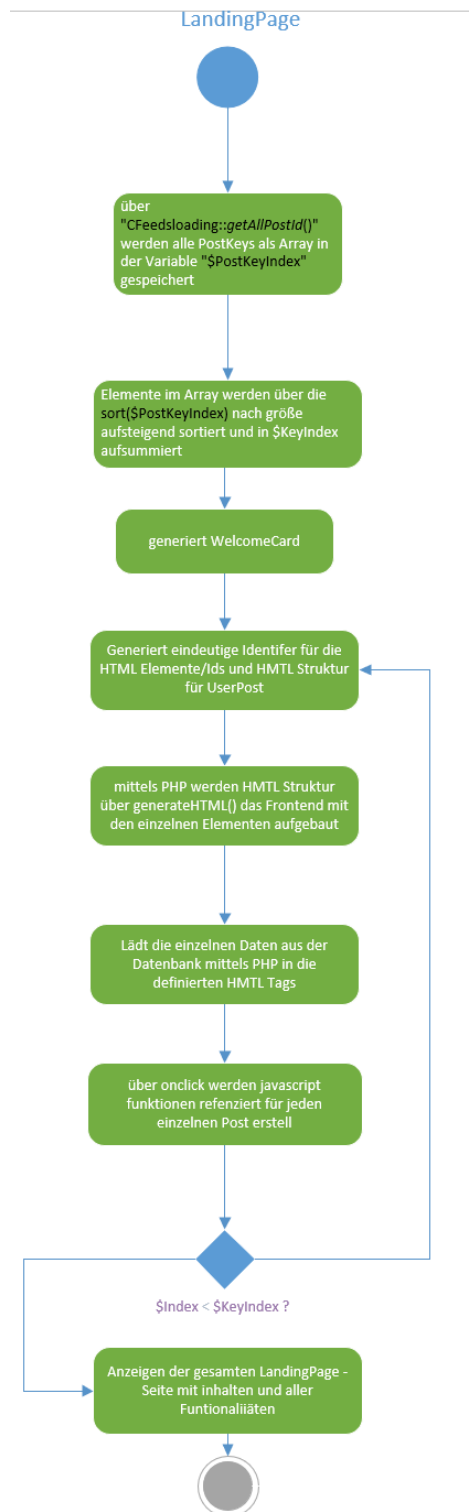 LandingPage
über
"CFeedsloading::getAllPostId()"
werden alle PostKeys als Array in
der Variable "$PostKeyIndex"
gespeichert
Elemente im Array werden über die
sort($PostKeyIndex) nach größe
aufsteigend sortiert und in $KeyIndex
aufsummiert
generiert WelcomeCard
Generiert eindeutige Identifer für die
HTML Elemente/Ids und HMTL Struktur
für UserPost
mittels PHP werden HMTL Struktur
über generateHTML() das Frontend mit
den einzelnen Elementen aufgebaut
Lädt die einzelnen Daten aus der
Datenbank mittels PHP in die
definierten HMTL Tags
über onclick werden javascript
funktionen refenziert für jeden
einzelnen Post erstell
$Index < $KeyIndex ?
Anzeigen der gesamten LandingPage -
Seite mit inhalten und aller
Funtionaliiäten